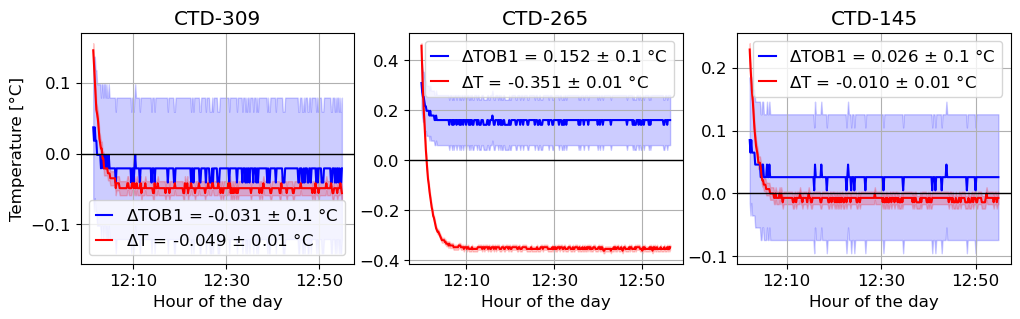 CTD-309
CTD-265
CTD-145
Temperature [°C]
0.1
0.0
−0.1
ΔTOB1 = -0.031 ± 0.1 °C
ΔT = -0.049 ± 0.01 °C
12:10
12:30
12:50
Hour of the day
0.4
0.2
0.0
−0.2
−0.4
ΔTOB1 = 0.152 ± 0.1 °C
ΔT = -0.351 ± 0.01 °C
12:10
12:30
12:50
Hour of the day
0.2
0.1
0.0
−0.1
ΔTOB1 = 0.026 ± 0.1 °C
ΔT = -0.010 ± 0.01 °C
12:10
12:30
12:50
Hour of the day